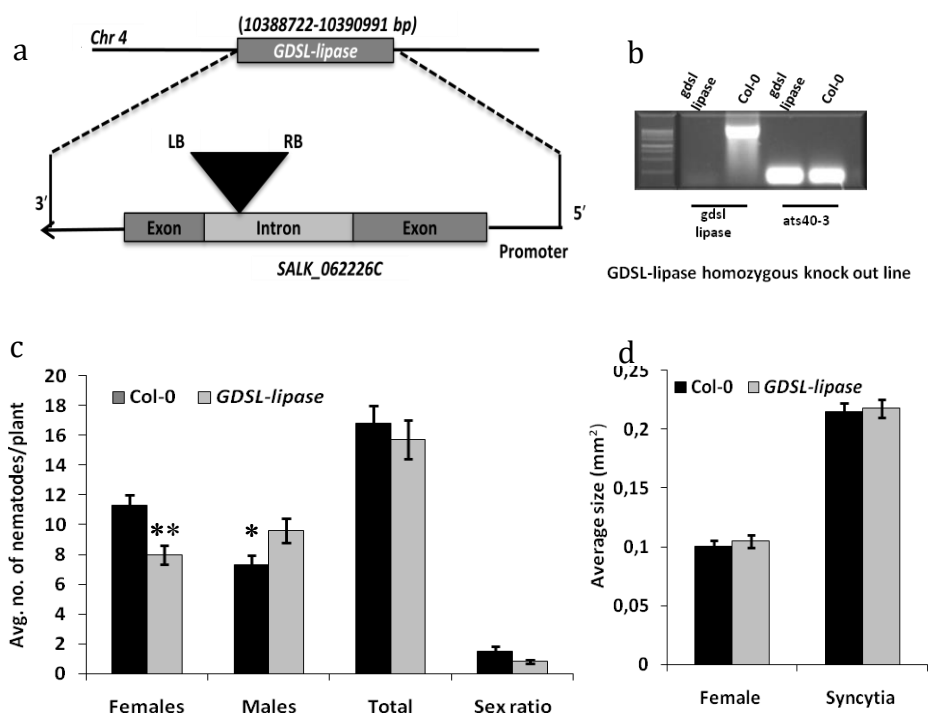 a
(10388722-10390991 bp)
Chr 4
GDSL-lipase
LB
RB
3′
5′
Exon
Intron
Exon
Promoter
SALK_062226C
b
gdsl
lipase
Col-0
gdsl
lipase
Col-0
gdsl
lipase
ats40-3
GDSL-lipase homozygous knock out line
c
Avg. no. of nematodes/plant
20
18
16
14
12
10
8
6
4
2
0
Col-0
GDSL-lipase
**
*
Females
Males
Total
Sex ratio
d
Average size (mm²)
0,25
0,2
0,15
0,1
0,05
0
Col-0
GDSL-lipase
Female
Syncytia